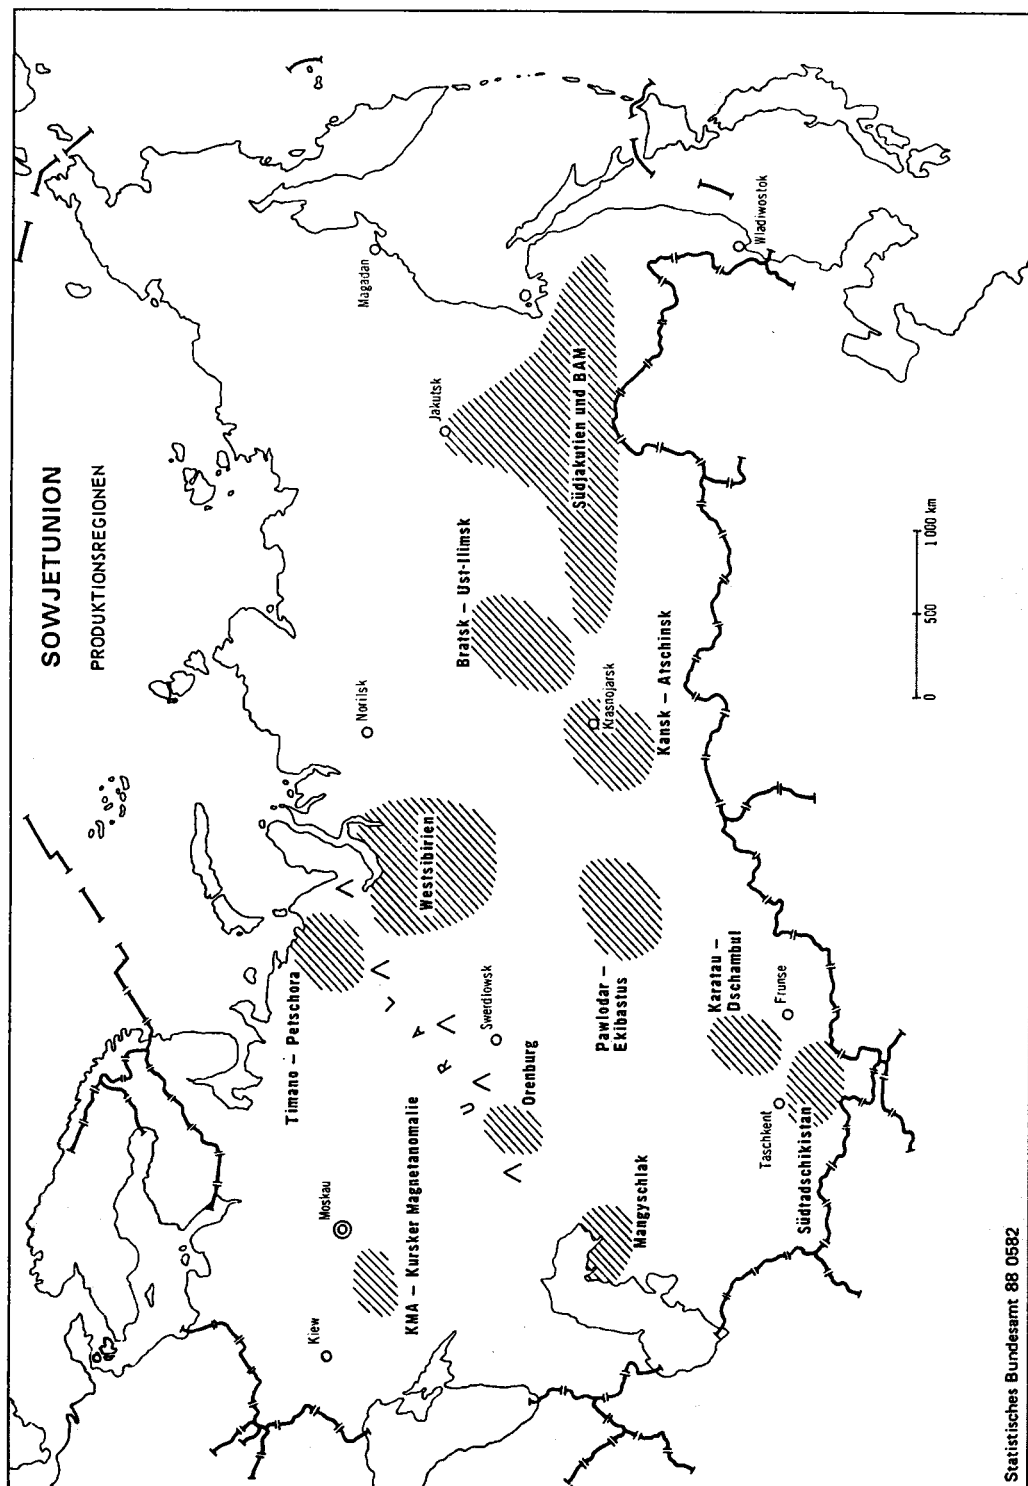 SOWJETUNION
PRODUKTIONSREGIONEN
Norilsk
Magadan
Jakutsk
Timano – Petschora
Westsibirien
Bratsk – Ust-Ilimsk
Südjakutien und BAM
Moskau
Kiew
KMA – Kursker Magnetanomalie
U R A L
Swerdlowsk
Orenburg
Pawlodar –
Ekibastus
Krasnojarsk
Kansk – Atschinsk
Wladiwostok
Mangyschlak
Karatau –
Dschambul
Frunse
Taschkent
Südtadschikistan
0 500 1 000 km
Statistisches Bundesamt 88 0582